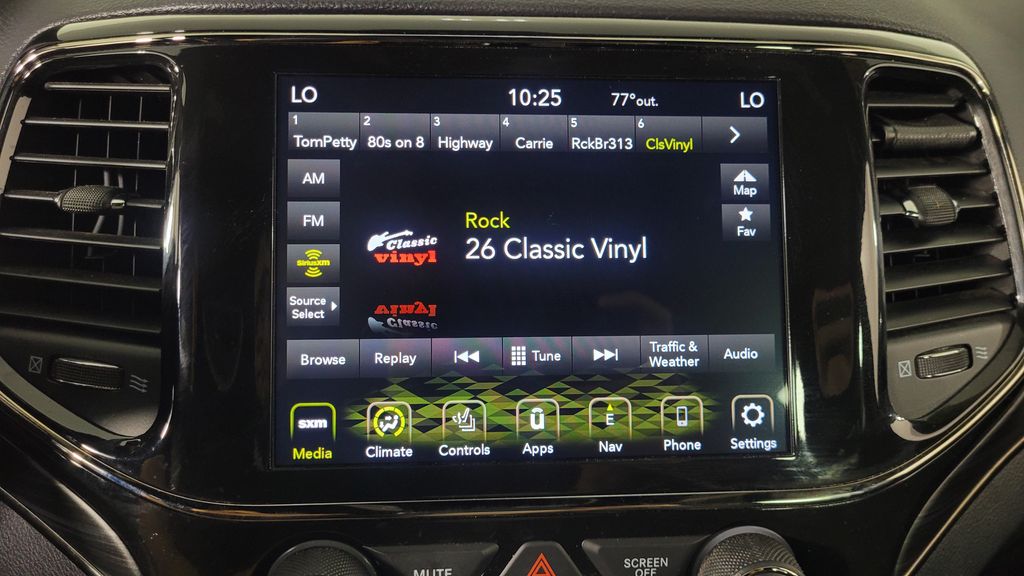 LO 10:25 77°out. LO
1 2 3 4 5 6
TomPetty 80s on 8 Highway Carrie RckBr313 ClsVinyl
AM
Map
FM
Rock
Classic
vinyl
26 Classic Vinyl
Fav
SiriusXM
Source
Select
Browse Replay Tune Traffic &
Weather Audio
sxm E
Media Climate Controls Apps Nav Phone Settings
MUTE SCREEN
OFF